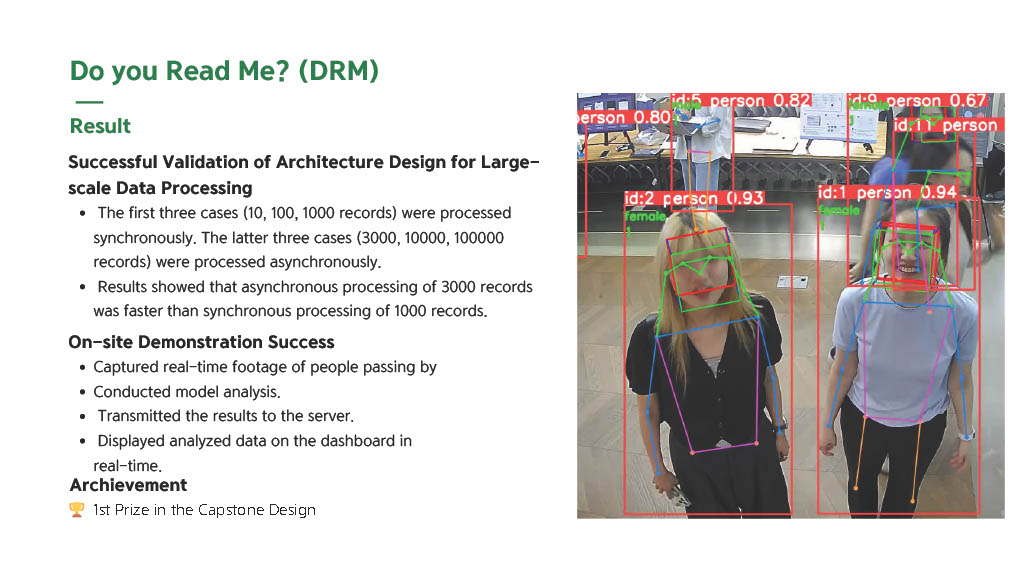 Do you Read Me? (DRM)
Result
Successful Validation of Architecture Design for Large-
scale Data Processing
• The first three cases (10, 100, 1000 records) were processed
synchronously. The latter three cases (3000, 10000, 100000
records) were processed asynchronously.
• Results showed that asynchronous processing of 3000 records
was faster than synchronous processing of 1000 records.
On-site Demonstration Success
• Captured real-time footage of people passing by
• Conducted model analysis.
• Transmitted the results to the server.
• Displayed analyzed data on the dashboard in
real-time.
Archievement
🏆 1st Prize in the Capstone Design
person 0.80
id:5 person 0.82
id:9 person 0.67
person
id:2 person 0.93
female
id:1 person 0.94
female